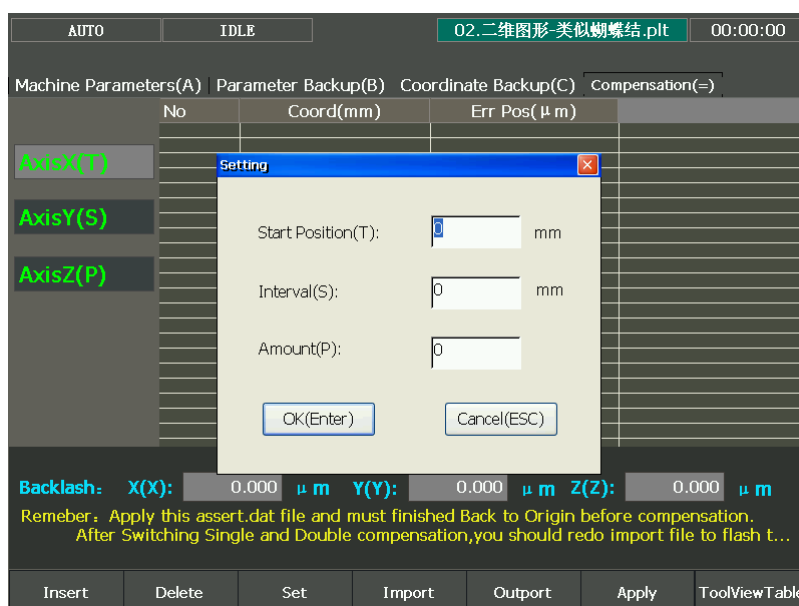 AUTO IDLE 02.二维图形-类似蝴蝶结.plt 00:00:00
Machine Parameters(A) Parameter Backup(B) Coordinate Backup(C) Compensation(=)
No Coord(mm) Err Pos(μm)
Setting
AxisX(T)
AxisY(S)
AxisZ(P)
Start Position(T): 0 mm
Interval(S): 0 mm
Amount(P): 0
OK(Enter) Cancel(ESC)
Backlash: X(X): 0.000 μm Y(Y): 0.000 μm Z(Z): 0.000 μm
Remeber: Apply this assert.dat file and must finished Back to Origin before compensation.
After Switching Single and Double compensation,you should redo import file to flash t...
Insert Delete Set Import Outport Apply ToolViewTable